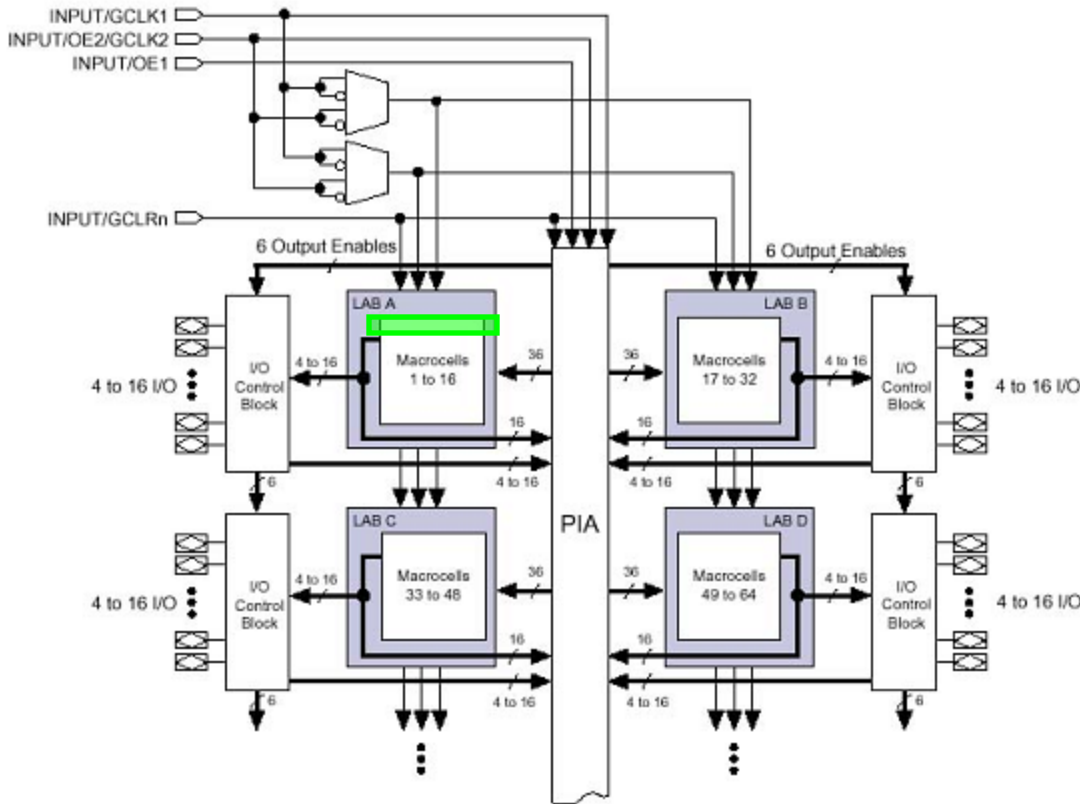 INPUT/GCLK1
INPUT/OE2/GCLK2
INPUT/OE1
INPUT/GCLRn
6 Output Enables
6 Output Enables
LAB A
LAB B
Macrocells
1 to 16
Macrocells
17 to 32
I/O
Control
Block
I/O
Control
Block
4 to 16
36
36
4 to 16
4 to 16 I/O
4 to 16 I/O
16
16
4 to 16
4 to 16
6
6
PIA
LAB C
LAB D
Macrocells
33 to 48
Macrocells
49 to 64
I/O
Control
Block
I/O
Control
Block
4 to 16
36
36
4 to 16
4 to 16 I/O
4 to 16 I/O
16
16
4 to 16
4 to 16
6
6